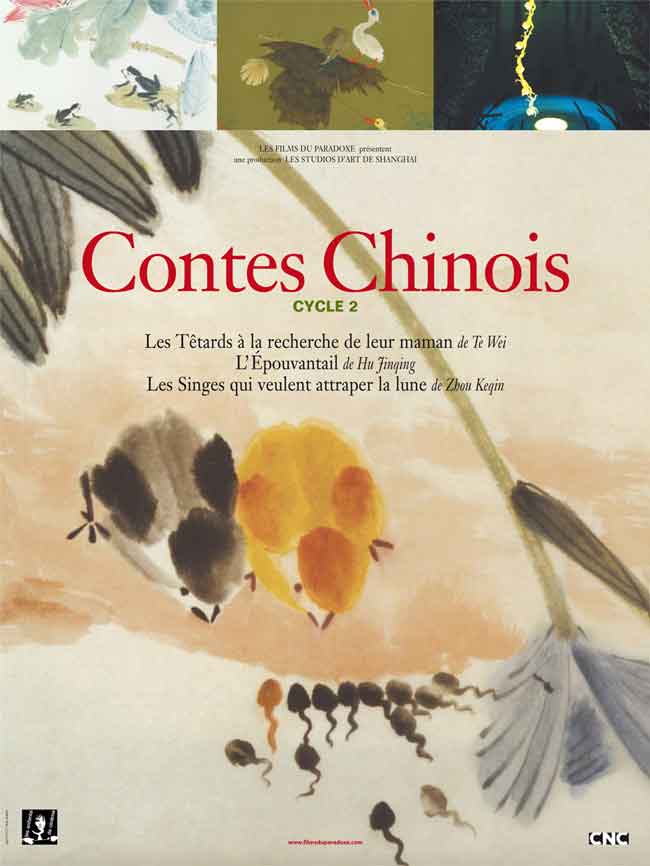 LES FILMS DU PARADOXE présentent
une production LES STUDIOS D'ART DE SHANGHAI
Contes Chinois
CYCLE 2
Les Têtards à la recherche de leur maman de Te Wei
L'Épouvantail de Hu Jinqing
Les Singes qui veulent attraper la lune de Zhou Keqin
www.filmsduparadoxe.com
CNC